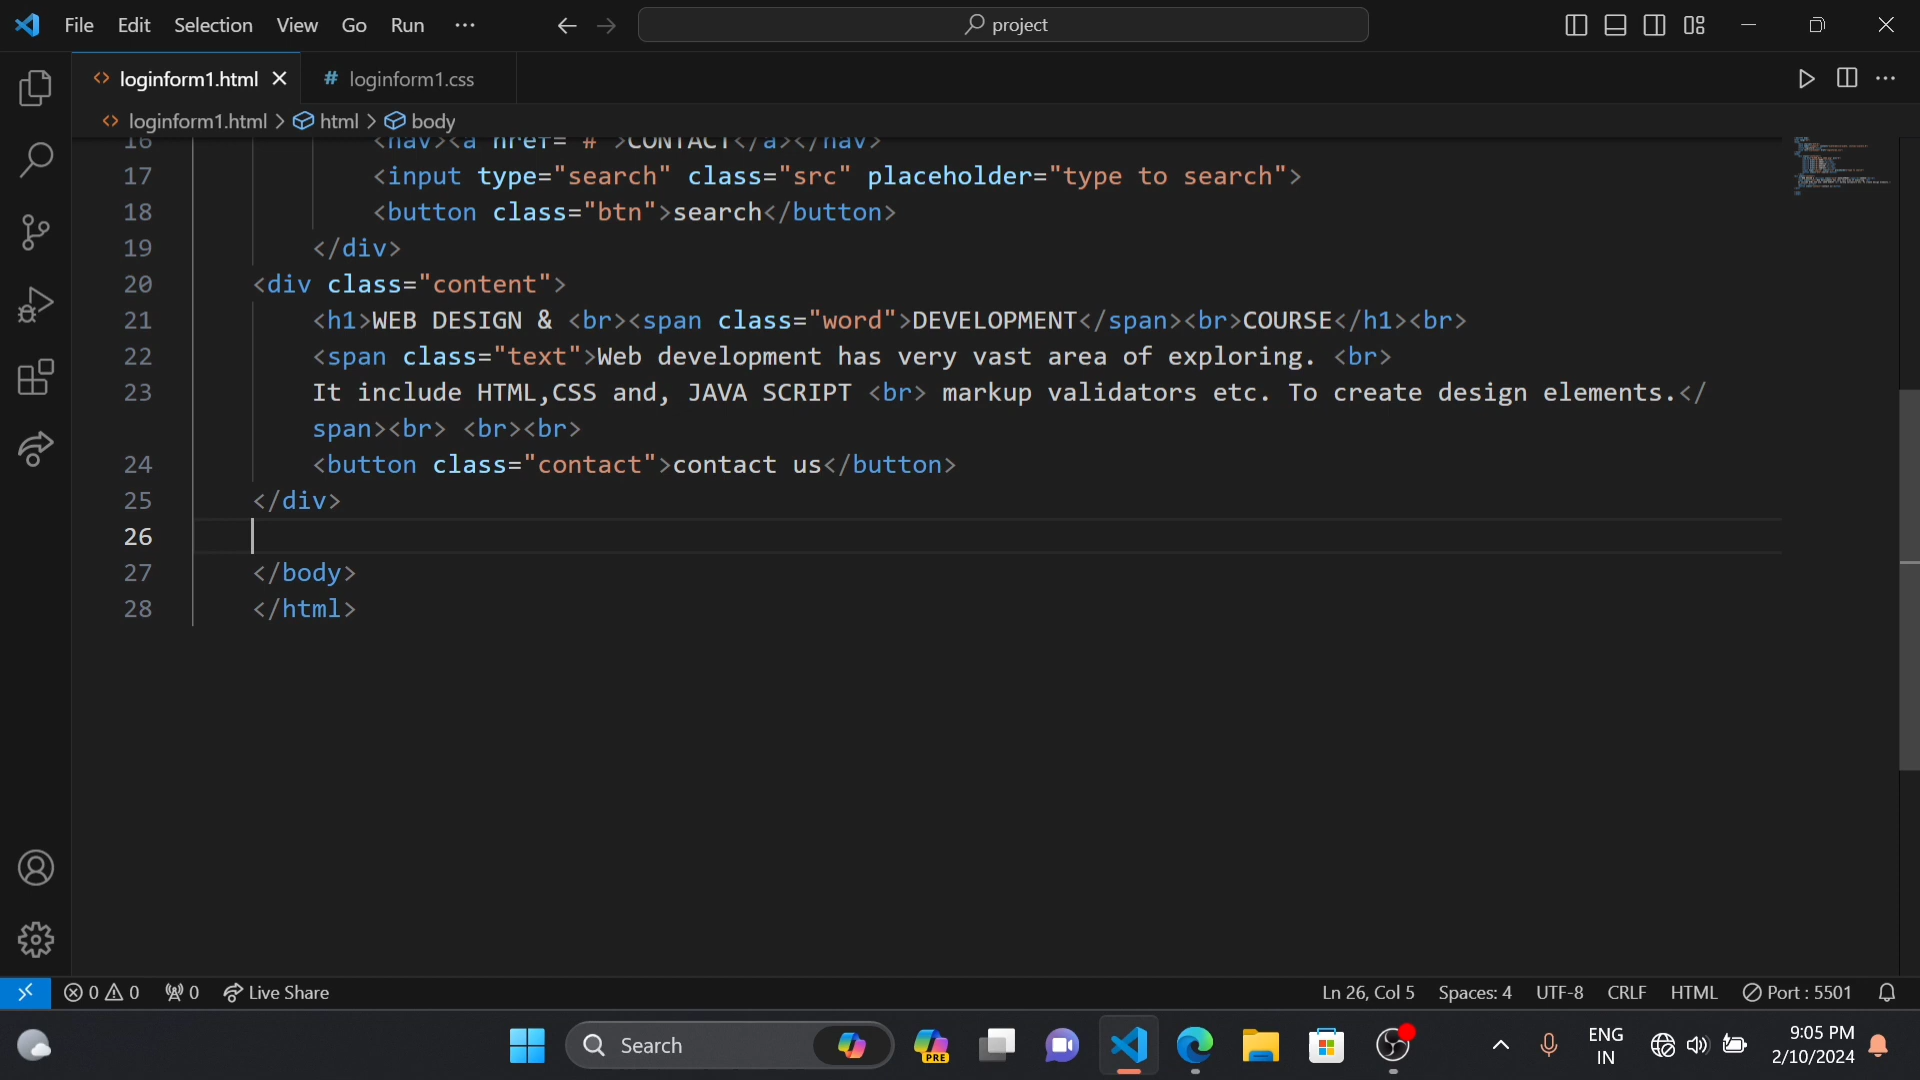 File Edit Selection View Go Run ··· project
loginform1.html # loginform1.css
loginform1.html > html > body
16 <nav><a href="#">CONTACT</a></nav>
17 <input type="search" class="src" placeholder="type to search">
18 <button class="btn">search</button>
19 </div>
20 <div class="content">
21 <h1>WEB DESIGN & <br><span class="word">DEVELOPMENT</span><br>COURSE</h1><br>
22 <span class="text">Web development has very vast area of exploring. <br>
23 It include HTML,CSS and, JAVA SCRIPT <br> markup validators etc. To create design elements.</
span><br> <br><br>
24 <button class="contact">contact us</button>
25 </div>
26
27 </body>
28 </html>
0 0 0 Live Share Ln 26, Col 5 Spaces: 4 UTF-8 CRLF HTML Port : 5501
Search PRE ENG IN 9:05 PM
2/10/2024